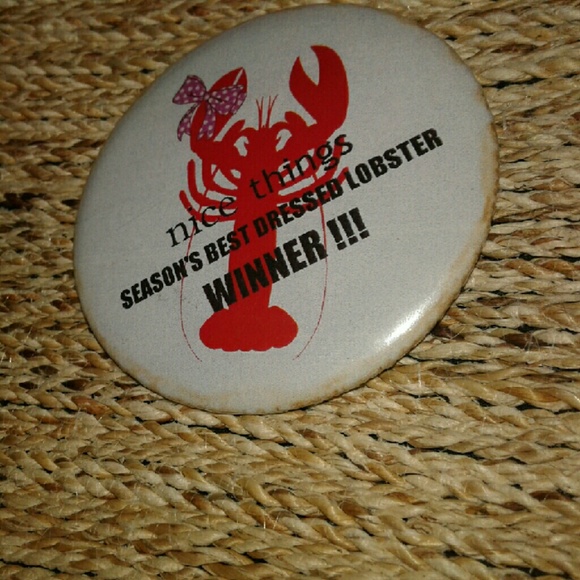 nice things
SEASON'S BEST DRESSED LOBSTER
WINNER !!!